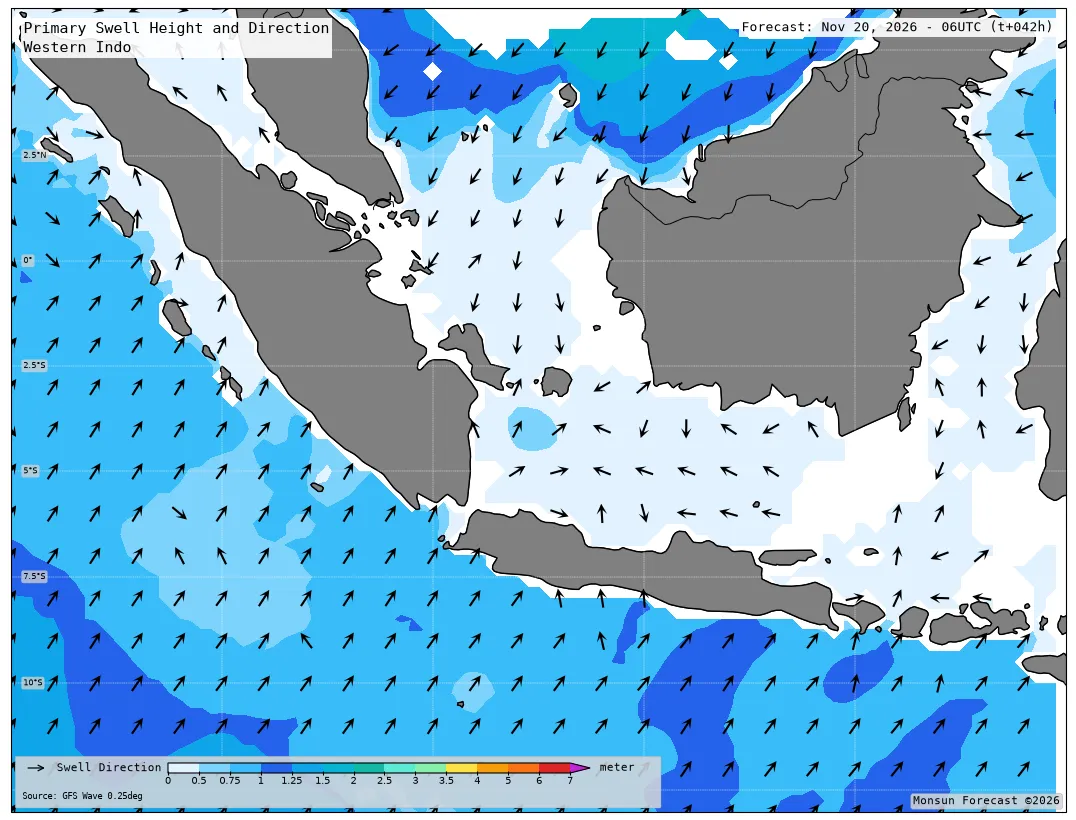 Primary Swell Height and Direction
Western Indo
Forecast: Nov 20, 2026 - 06UTC (t+042h)
2.5°N
0°
2.5°S
5°S
7.5°S
10°S
Swell Direction
meter
0 0.5 0.75 1 1.25 1.5 2 2.5 3 3.5 4 5 6 7
Source: GFS Wave 0.25deg
Monsun Forecast ©2026